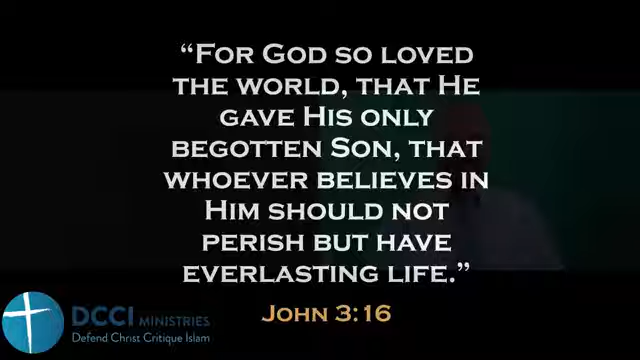 “For God so loved
the world, that He
gave His only
begotten Son, that
whoever believes in
Him should not
perish but have
everlasting life.”
John 3:16
DCCI MINISTRIES
Defend Christ Critique Islam